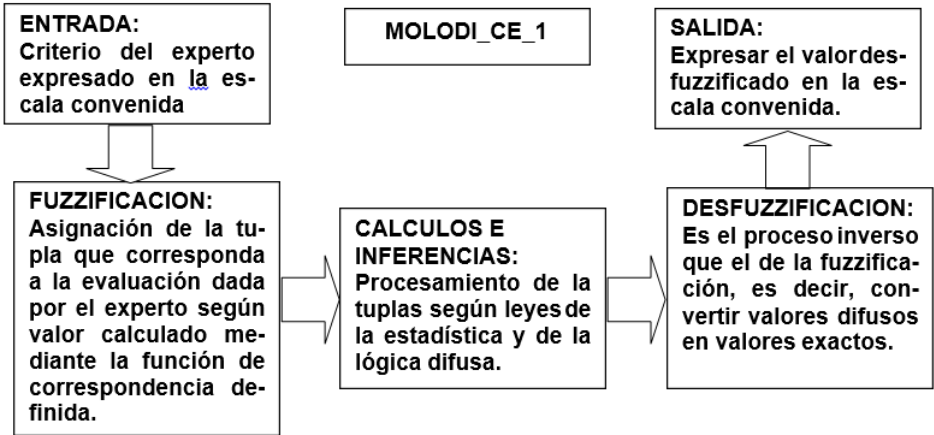 ENTRADA:
Criterio del experto
expresado en la es-
cala convenida
MOLODI_CE_1
SALIDA:
Expresar el valordes-
fuzzificado en la es-
cala convenida.
FUZZIFICACION:
Asignación de la tu-
pla que corresponda
a la evaluación dada
por el experto según
valor calculado me-
diante la función de
correspondencia de-
finida.
CALCULOS E
INFERENCIAS:
Procesamiento de la
tuplas según leyes de
la estadística y de la
lógica difusa.
DESFUZZIFICACION:
Es el proceso inverso
que el de la fuzzifica-
ción, es decir, con-
vertir valores difusos
en valores exactos.